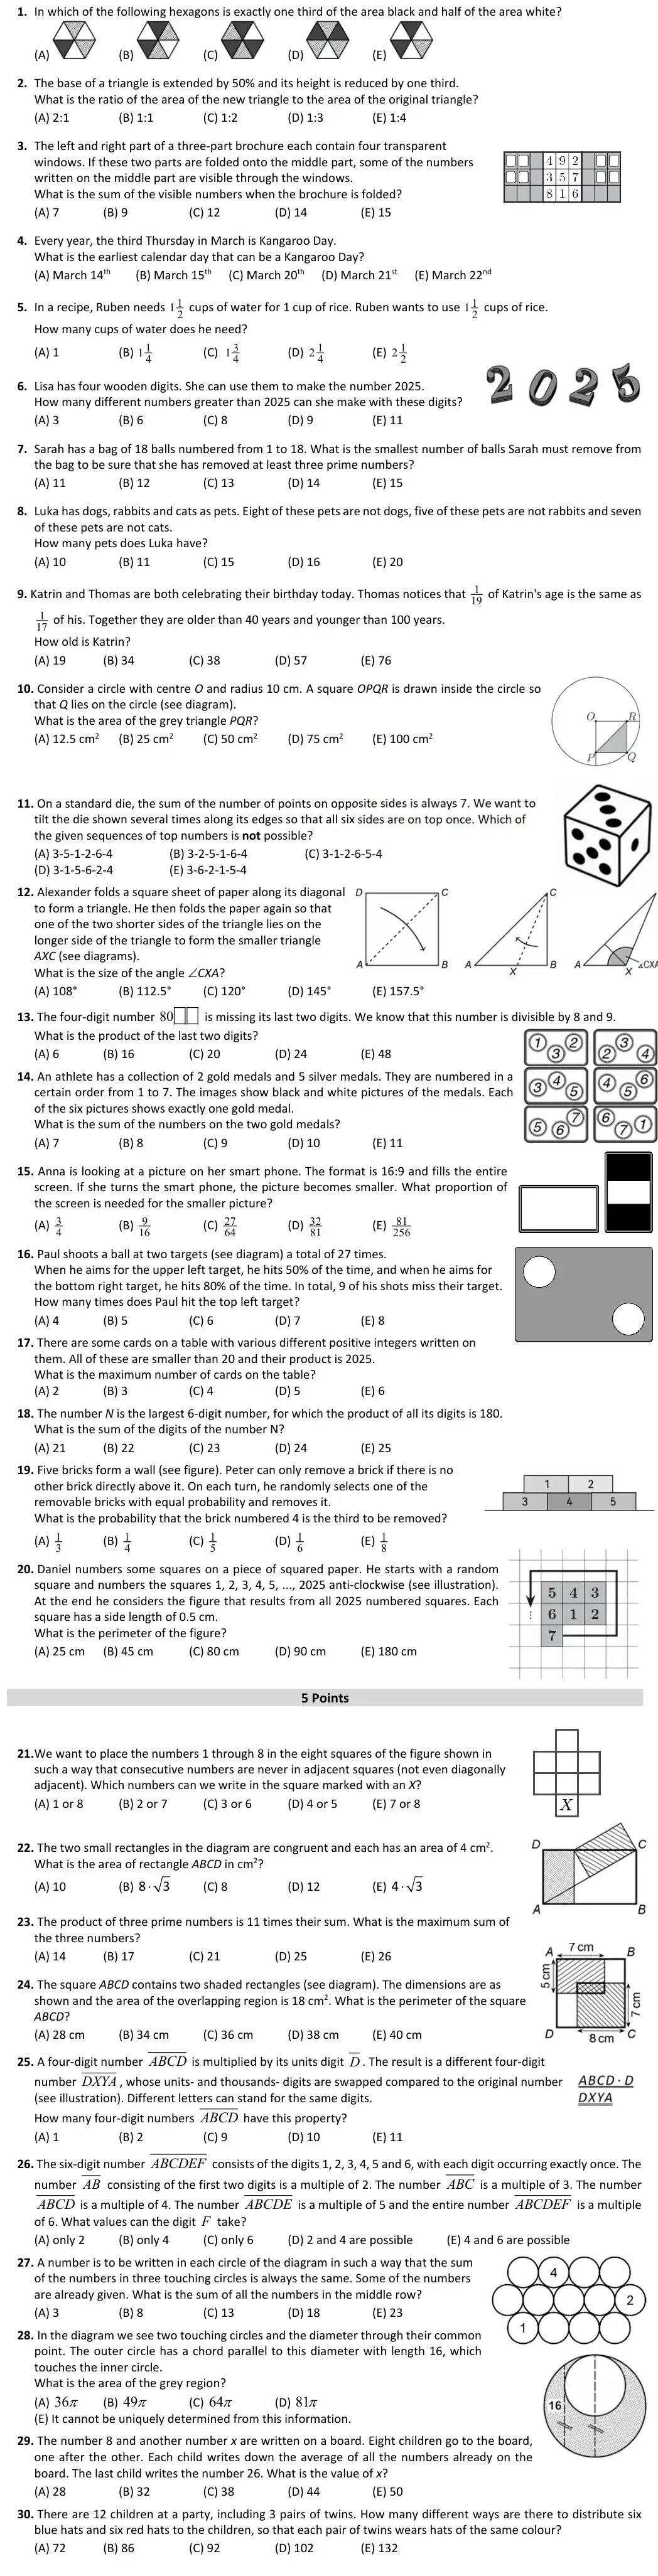 1. In which of the following hexagons is exactly one third of the area black and half of the area white?
(A) (B) (C) (D) (E)
2. The base of a triangle is extended by 50% and its height is reduced by one third.
What is the ratio of the area of the new triangle to the area of the original triangle?
(A) 2:1 (B) 1:1 (C) 1:2 (D) 1:3 (E) 1:4
3. The left and right part of a three-part brochure each contain four transparent
windows. If these two parts are folded onto the middle part, some of the numbers
written on the middle part are visible through the windows.
What is the sum of the visible numbers when the brochure is folded?
(A) 7 (B) 9 (C) 12 (D) 14 (E) 15
4 9 2
3 5 7
8 1 6
4. Every year, the third Thursday in March is Kangaroo Day.
What is the earliest calendar day that can be a Kangaroo Day?
(A) March 14th (B) March 15th (C) March 20th (D) March 21st (E) March 22nd
5. In a recipe, Ruben needs 1 1/2 cups of water for 1 cup of rice. Ruben wants to use 1 1/2 cups of rice.
How many cups of water does he need?
(A) 1 (B) 1 1/4 (C) 1 3/4 (D) 2 1/4 (E) 2 1/2
6. Lisa has four wooden digits. She can use them to make the number 2025.
How many different numbers greater than 2025 can she make with these digits?
(A) 3 (B) 6 (C) 8 (D) 9 (E) 11
2 0 2 5
7. Sarah has a bag of 18 balls numbered from 1 to 18. What is the smallest number of balls Sarah must remove from
the bag to be sure that she has removed at least three prime numbers?
(A) 11 (B) 12 (C) 13 (D) 14 (E) 15
8. Luka has dogs, rabbits and cats as pets. Eight of these pets are not dogs, five of these pets are not rabbits and seven
of these pets are not cats.
How many pets does Luka have?
(A) 10 (B) 11 (C) 15 (D) 16 (E) 20
9. Katrin and Thomas are both celebrating their birthday today. Thomas notices that 1/19 of Katrin's age is the same as
1/17 of his. Together they are older than 40 years and younger than 100 years.
How old is Katrin?
(A) 19 (B) 34 (C) 38 (D) 57 (E) 76
10. Consider a circle with centre O and radius 10 cm. A square OPQR is drawn inside the circle so
that Q lies on the circle (see diagram).
What is the area of the grey triangle PQR?
(A) 12.5 cm² (B) 25 cm² (C) 50 cm² (D) 75 cm² (E) 100 cm²
O R
P Q
11. On a standard die, the sum of the number of points on opposite sides is always 7. We want to
tilt the die shown several times along its edges so that all six sides are on top once. Which of
the given sequences of top numbers is not possible?
(A) 3-5-1-2-6-4 (B) 3-2-5-1-6-4 (C) 3-1-2-6-5-4
(D) 3-1-5-6-2-4 (E) 3-6-2-1-5-4
12. Alexander folds a square sheet of paper along its diagonal
to form a triangle. He then folds the paper again so that
one of the two shorter sides of the triangle lies on the
longer side of the triangle to form the smaller triangle
AXC (see diagrams).
What is the size of the angle ∠CXA?
(A) 108° (B) 112.5° (C) 120° (D) 145° (E) 157.5°
D C C C
A B A X B A X ∡CXA
13. The four-digit number 80□□ is missing its last two digits. We know that this number is divisible by 8 and 9.
What is the product of the last two digits?
(A) 6 (B) 16 (C) 20 (D) 24 (E) 48
14. An athlete has a collection of 2 gold medals and 5 silver medals. They are numbered in a
certain order from 1 to 7. The images show black and white pictures of the medals. Each
of the six pictures shows exactly one gold medal.
What is the sum of the numbers on the two gold medals?
(A) 7 (B) 8 (C) 9 (D) 10 (E) 11
1 2 3 2 3 4
3 4 5 4 5 6
5 6 7 6 7 1
15. Anna is looking at a picture on her smart phone. The format is 16:9 and fills the entire
screen. If she turns the smart phone, the picture becomes smaller. What proportion of
the screen is needed for the smaller picture?
(A) 3/4 (B) 9/16 (C) 27/64 (D) 32/81 (E) 81/256
16. Paul shoots a ball at two targets (see diagram) a total of 27 times.
When he aims for the upper left target, he hits 50% of the time, and when he aims for
the bottom right target, he hits 80% of the time. In total, 9 of his shots miss their target.
How many times does Paul hit the top left target?
(A) 4 (B) 5 (C) 6 (D) 7 (E) 8
17. There are some cards on a table with various different positive integers written on
them. All of these are smaller than 20 and their product is 2025.
What is the maximum number of cards on the table?
(A) 2 (B) 3 (C) 4 (D) 5 (E) 6
18. The number N is the largest 6-digit number, for which the product of all its digits is 180.
What is the sum of the digits of the number N?
(A) 21 (B) 22 (C) 23 (D) 24 (E) 25
19. Five bricks form a wall (see figure). Peter can only remove a brick if there is no
other brick directly above it. On each turn, he randomly selects one of the
removable bricks with equal probability and removes it.
What is the probability that the brick numbered 4 is the third to be removed?
(A) 1/3 (B) 1/4 (C) 1/5 (D) 1/6 (E) 1/8
1 2
3 4 5
20. Daniel numbers some squares on a piece of squared paper. He starts with a random
square and numbers the squares 1, 2, 3, 4, 5, ..., 2025 anti-clockwise (see illustration).
At the end he considers the figure that results from all 2025 numbered squares. Each
square has a side length of 0.5 cm.
What is the perimeter of the figure?
(A) 25 cm (B) 45 cm (C) 80 cm (D) 90 cm (E) 180 cm
5 4 3
⋮ 6 1 2
7
5 Points
21.We want to place the numbers 1 through 8 in the eight squares of the figure shown in
such a way that consecutive numbers are never in adjacent squares (not even diagonally
adjacent). Which numbers can we write in the square marked with an X?
(A) 1 or 8 (B) 2 or 7 (C) 3 or 6 (D) 4 or 5 (E) 7 or 8
X
22. The two small rectangles in the diagram are congruent and each has an area of 4 cm².
What is the area of rectangle ABCD in cm²?
(A) 10 (B) 8·√3 (C) 8 (D) 12 (E) 4·√3
D C
A B
23. The product of three prime numbers is 11 times their sum. What is the maximum sum of
the three numbers?
(A) 14 (B) 17 (C) 21 (D) 25 (E) 26
24. The square ABCD contains two shaded rectangles (see diagram). The dimensions are as
shown and the area of the overlapping region is 18 cm². What is the perimeter of the square
ABCD?
(A) 28 cm (B) 34 cm (C) 36 cm (D) 38 cm (E) 40 cm
A 7 cm B
5 cm
7 cm
D 8 cm C
25. A four-digit number ABCD is multiplied by its units digit D. The result is a different four-digit
number DXYA, whose units- and thousands- digits are swapped compared to the original number
(see illustration). Different letters can stand for the same digits.
How many four-digit numbers ABCD have this property?
(A) 1 (B) 2 (C) 9 (D) 10 (E) 11
ABCD · D
DXYA
26. The six-digit number ABCDEF consists of the digits 1, 2, 3, 4, 5 and 6, with each digit occurring exactly once. The
number AB consisting of the first two digits is a multiple of 2. The number ABC is a multiple of 3. The number
ABCD is a multiple of 4. The number ABCDE is a multiple of 5 and the entire number ABCDEF is a multiple
of 6. What values can the digit F take?
(A) only 2 (B) only 4 (C) only 6 (D) 2 and 4 are possible (E) 4 and 6 are possible
27. A number is to be written in each circle of the diagram in such a way that the sum
of the numbers in three touching circles is always the same. Some of the numbers
are already given. What is the sum of all the numbers in the middle row?
(A) 3 (B) 8 (C) 13 (D) 18 (E) 23
4
2
1
28. In the diagram we see two touching circles and the diameter through their common
point. The outer circle has a chord parallel to this diameter with length 16, which
touches the inner circle.
What is the area of the grey region?
(A) 36π (B) 49π (C) 64π (D) 81π
(E) It cannot be uniquely determined from this information.
16
29. The number 8 and another number x are written on a board. Eight children go to the board,
one after the other. Each child writes down the average of all the numbers already on the
board. The last child writes the number 26. What is the value of x?
(A) 28 (B) 32 (C) 38 (D) 44 (E) 50
30. There are 12 children at a party, including 3 pairs of twins. How many different ways are there to distribute six
blue hats and six red hats to the children, so that each pair of twins wears hats of the same colour?
(A) 72 (B) 86 (C) 92 (D) 102 (E) 132